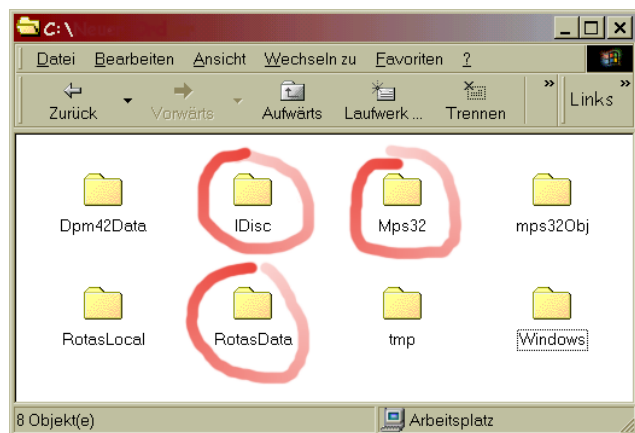 C:\
Datei Bearbeiten Ansicht Wechseln zu Favoriten ?
Zurück Vorwärts Aufwärts Laufwerk ... Trennen » Links »
Dpm42Data IDisc Mps32 mps32Obj
RotasLocal RotasData tmp Windows
8 Objekt(e) Arbeitsplatz